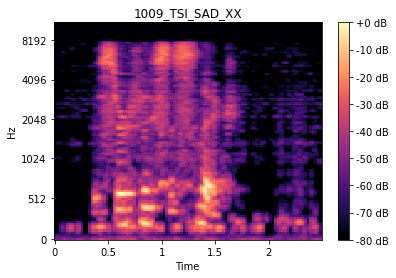 1009_TSI_SAD_XX
8192
4096
2048
1024
512
0
Hz
0 0.5 1 1.5 2
Time
+0 dB
-10 dB
-20 dB
-30 dB
-40 dB
-50 dB
-60 dB
-70 dB
-80 dB